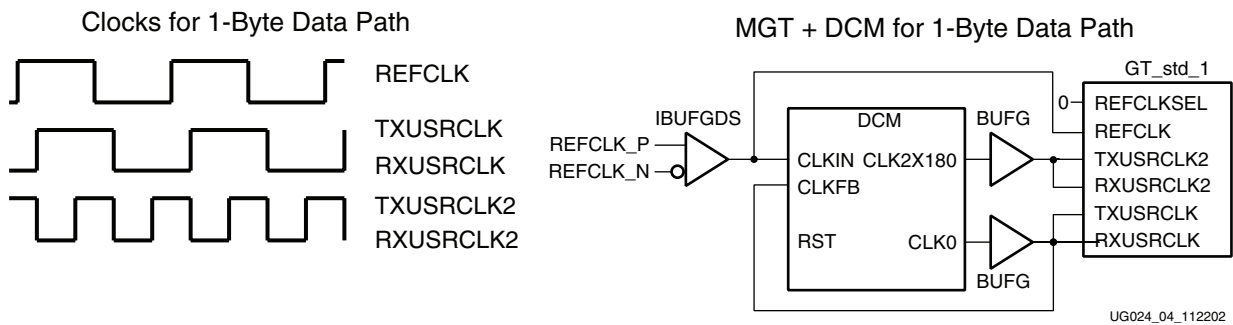 Clocks for 1-Byte Data Path
REFCLK
TXUSRCLK
RXUSRCLK
TXUSRCLK2
RXUSRCLK2
MGT + DCM for 1-Byte Data Path
GT_std_1
0
REFCLKSEL
REFCLK
TXUSRCLK2
RXUSRCLK2
TXUSRCLK
RXUSRCLK
IBUFGDS
REFCLK_P
REFCLK_N
DCM
CLKIN CLK2X180
CLKFB
RST CLK0
BUFG
BUFG
UG024_04_112202